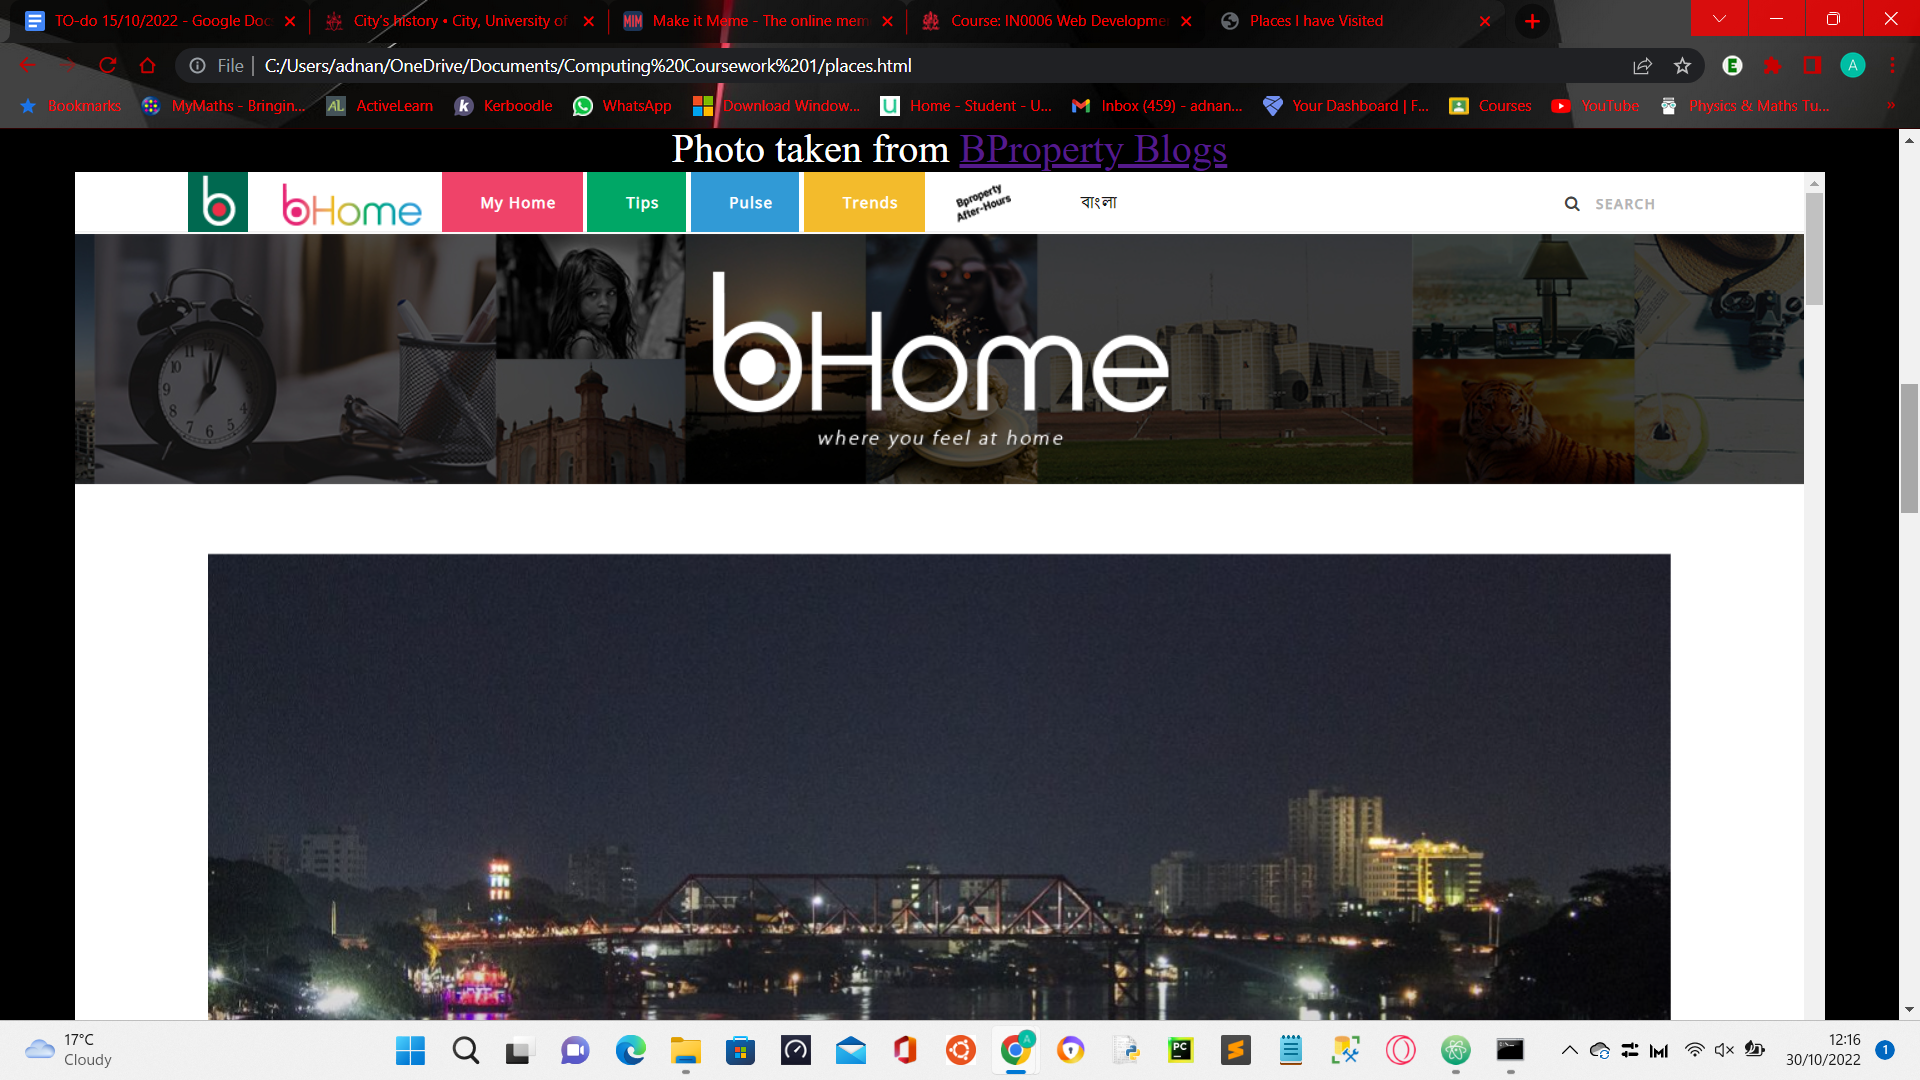 TO-do 15/10/2022 - Google Doc
City's history • City, University of
MIM
Make it Meme - The online mem
Course: IN0006 Web Developme
Places I have Visited
File
C:/Users/adnan/OneDrive/Documents/Computing%20Coursework%201/places.html
E
A
Bookmarks
MyMaths - Bringin...
AL
ActiveLearn
k
Kerboodle
WhatsApp
Download Window...
U
Home - Student - U...
Inbox (459) - adnan...
Your Dashboard | F...
Courses
YouTube
Physics & Maths Tu...
»
Photo taken from BProperty Blogs
b
bHome
My Home
Tips
Pulse
Trends
Bproperty
After-Hours
বাংলা
SEARCH
bHome
where you feel at home
17°C
Cloudy
A
PC
12:16
30/10/2022
1